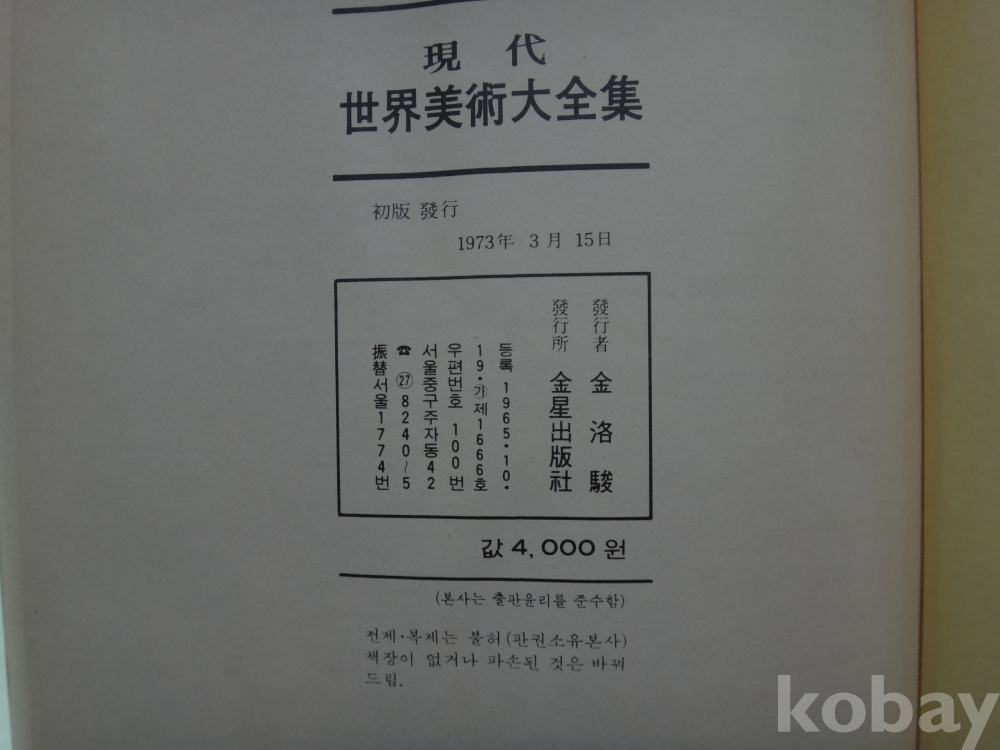 現 代
世界美術大全集
初版 發行
1973年 3月 15日
發行者 金 洛 駿
發行所 金星出版社
등록 1965·10·
19·㉮제1666호
우편번호 100번
서울중구주자동42
☎ ㉗8240~5
振替서울1774번
값 4,000 원
(본사는 출판윤리를 준수함)
전제·복제는 불허(판권소유본사)
책장이 없거나 파손된 것은 바꿔
드림.
kobay